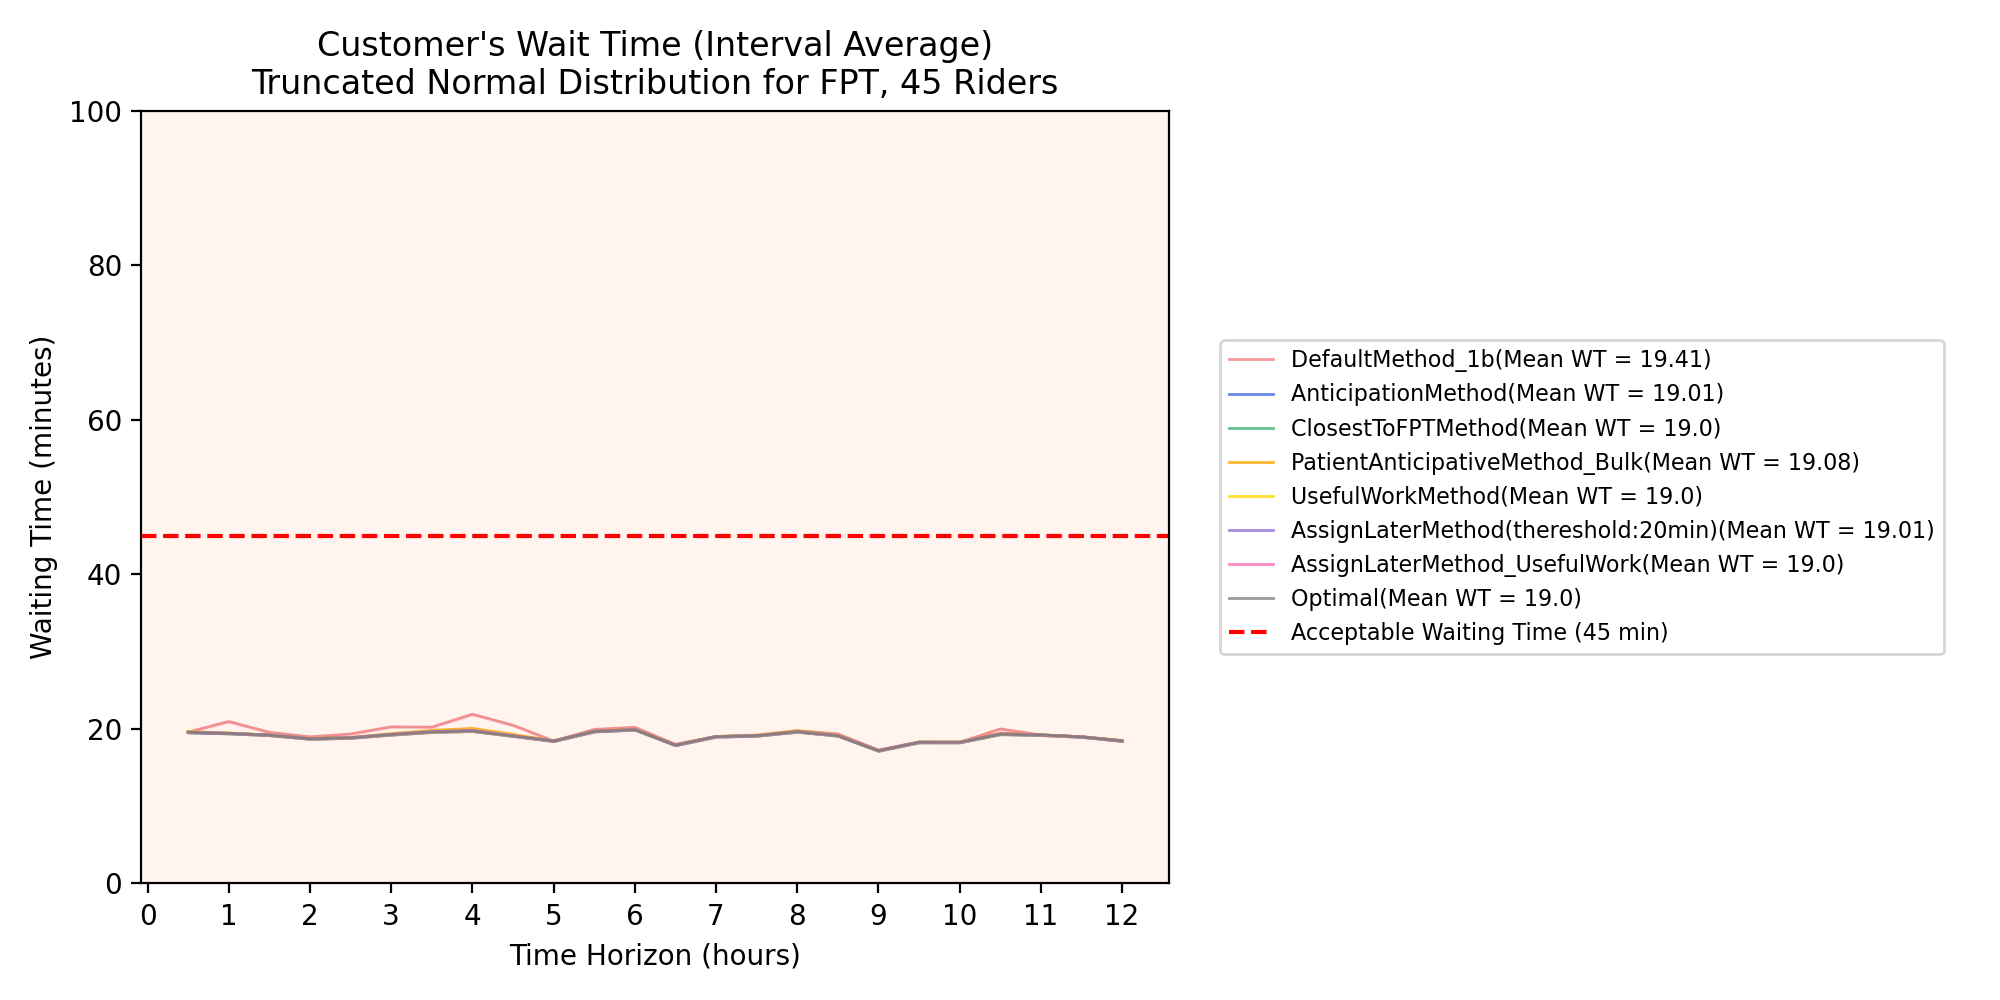 Customer's Wait Time (Interval Average)
Truncated Normal Distribution for FPT, 45 Riders
Waiting Time (minutes)
100
80
60
40
20
0
0 1 2 3 4 5 6 7 8 9 10 11 12
Time Horizon (hours)
DefaultMethod_1b(Mean WT = 19.41)
AnticipationMethod(Mean WT = 19.01)
ClosestToFPTMethod(Mean WT = 19.0)
PatientAnticipativeMethod_Bulk(Mean WT = 19.08)
UsefulWorkMethod(Mean WT = 19.0)
AssignLaterMethod(thereshold:20min)(Mean WT = 19.01)
AssignLaterMethod_UsefulWork(Mean WT = 19.0)
Optimal(Mean WT = 19.0)
Acceptable Waiting Time (45 min)